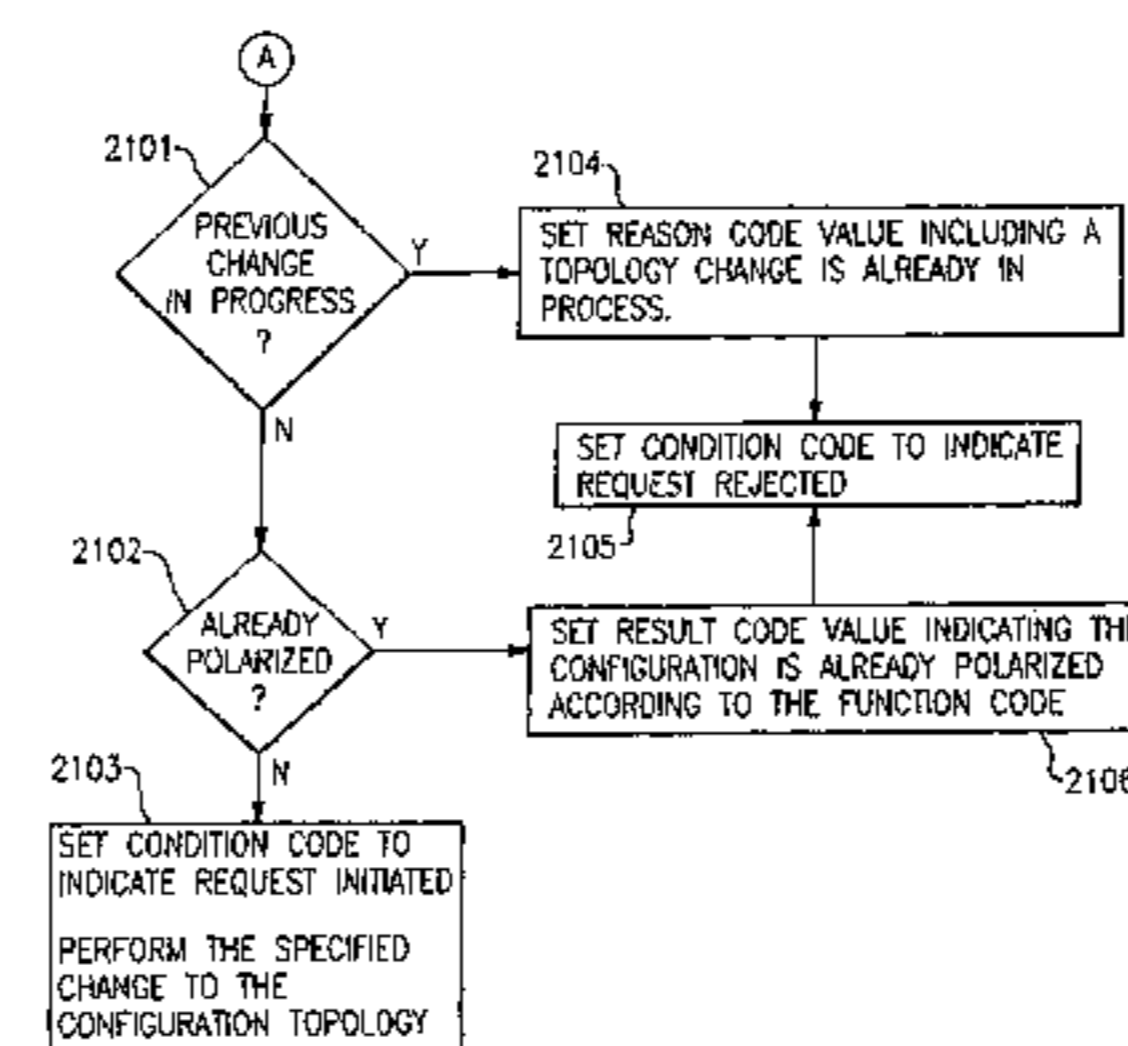 A
2101
PREVIOUS
CHANGE
IN PROGRESS
?
Y
N
2104
SET REASON CODE VALUE INCLUDING A
TOPOLOGY CHANGE IS ALREADY IN
PROCESS.
SET CONDITION CODE TO INDICATE
REQUEST REJECTED
2105
2102
ALREADY
POLARIZED
?
Y
N
SET RESULT CODE VALUE INDICATING THE
CONFIGURATION IS ALREADY POLARIZED
ACCORDING TO THE FUNCTION CODE
2106
2103
SET CONDITION CODE TO
INDICATE REQUEST INITIATED
PERFORM THE SPECIFIED
CHANGE TO THE
CONFIGURATION TOPOLOGY